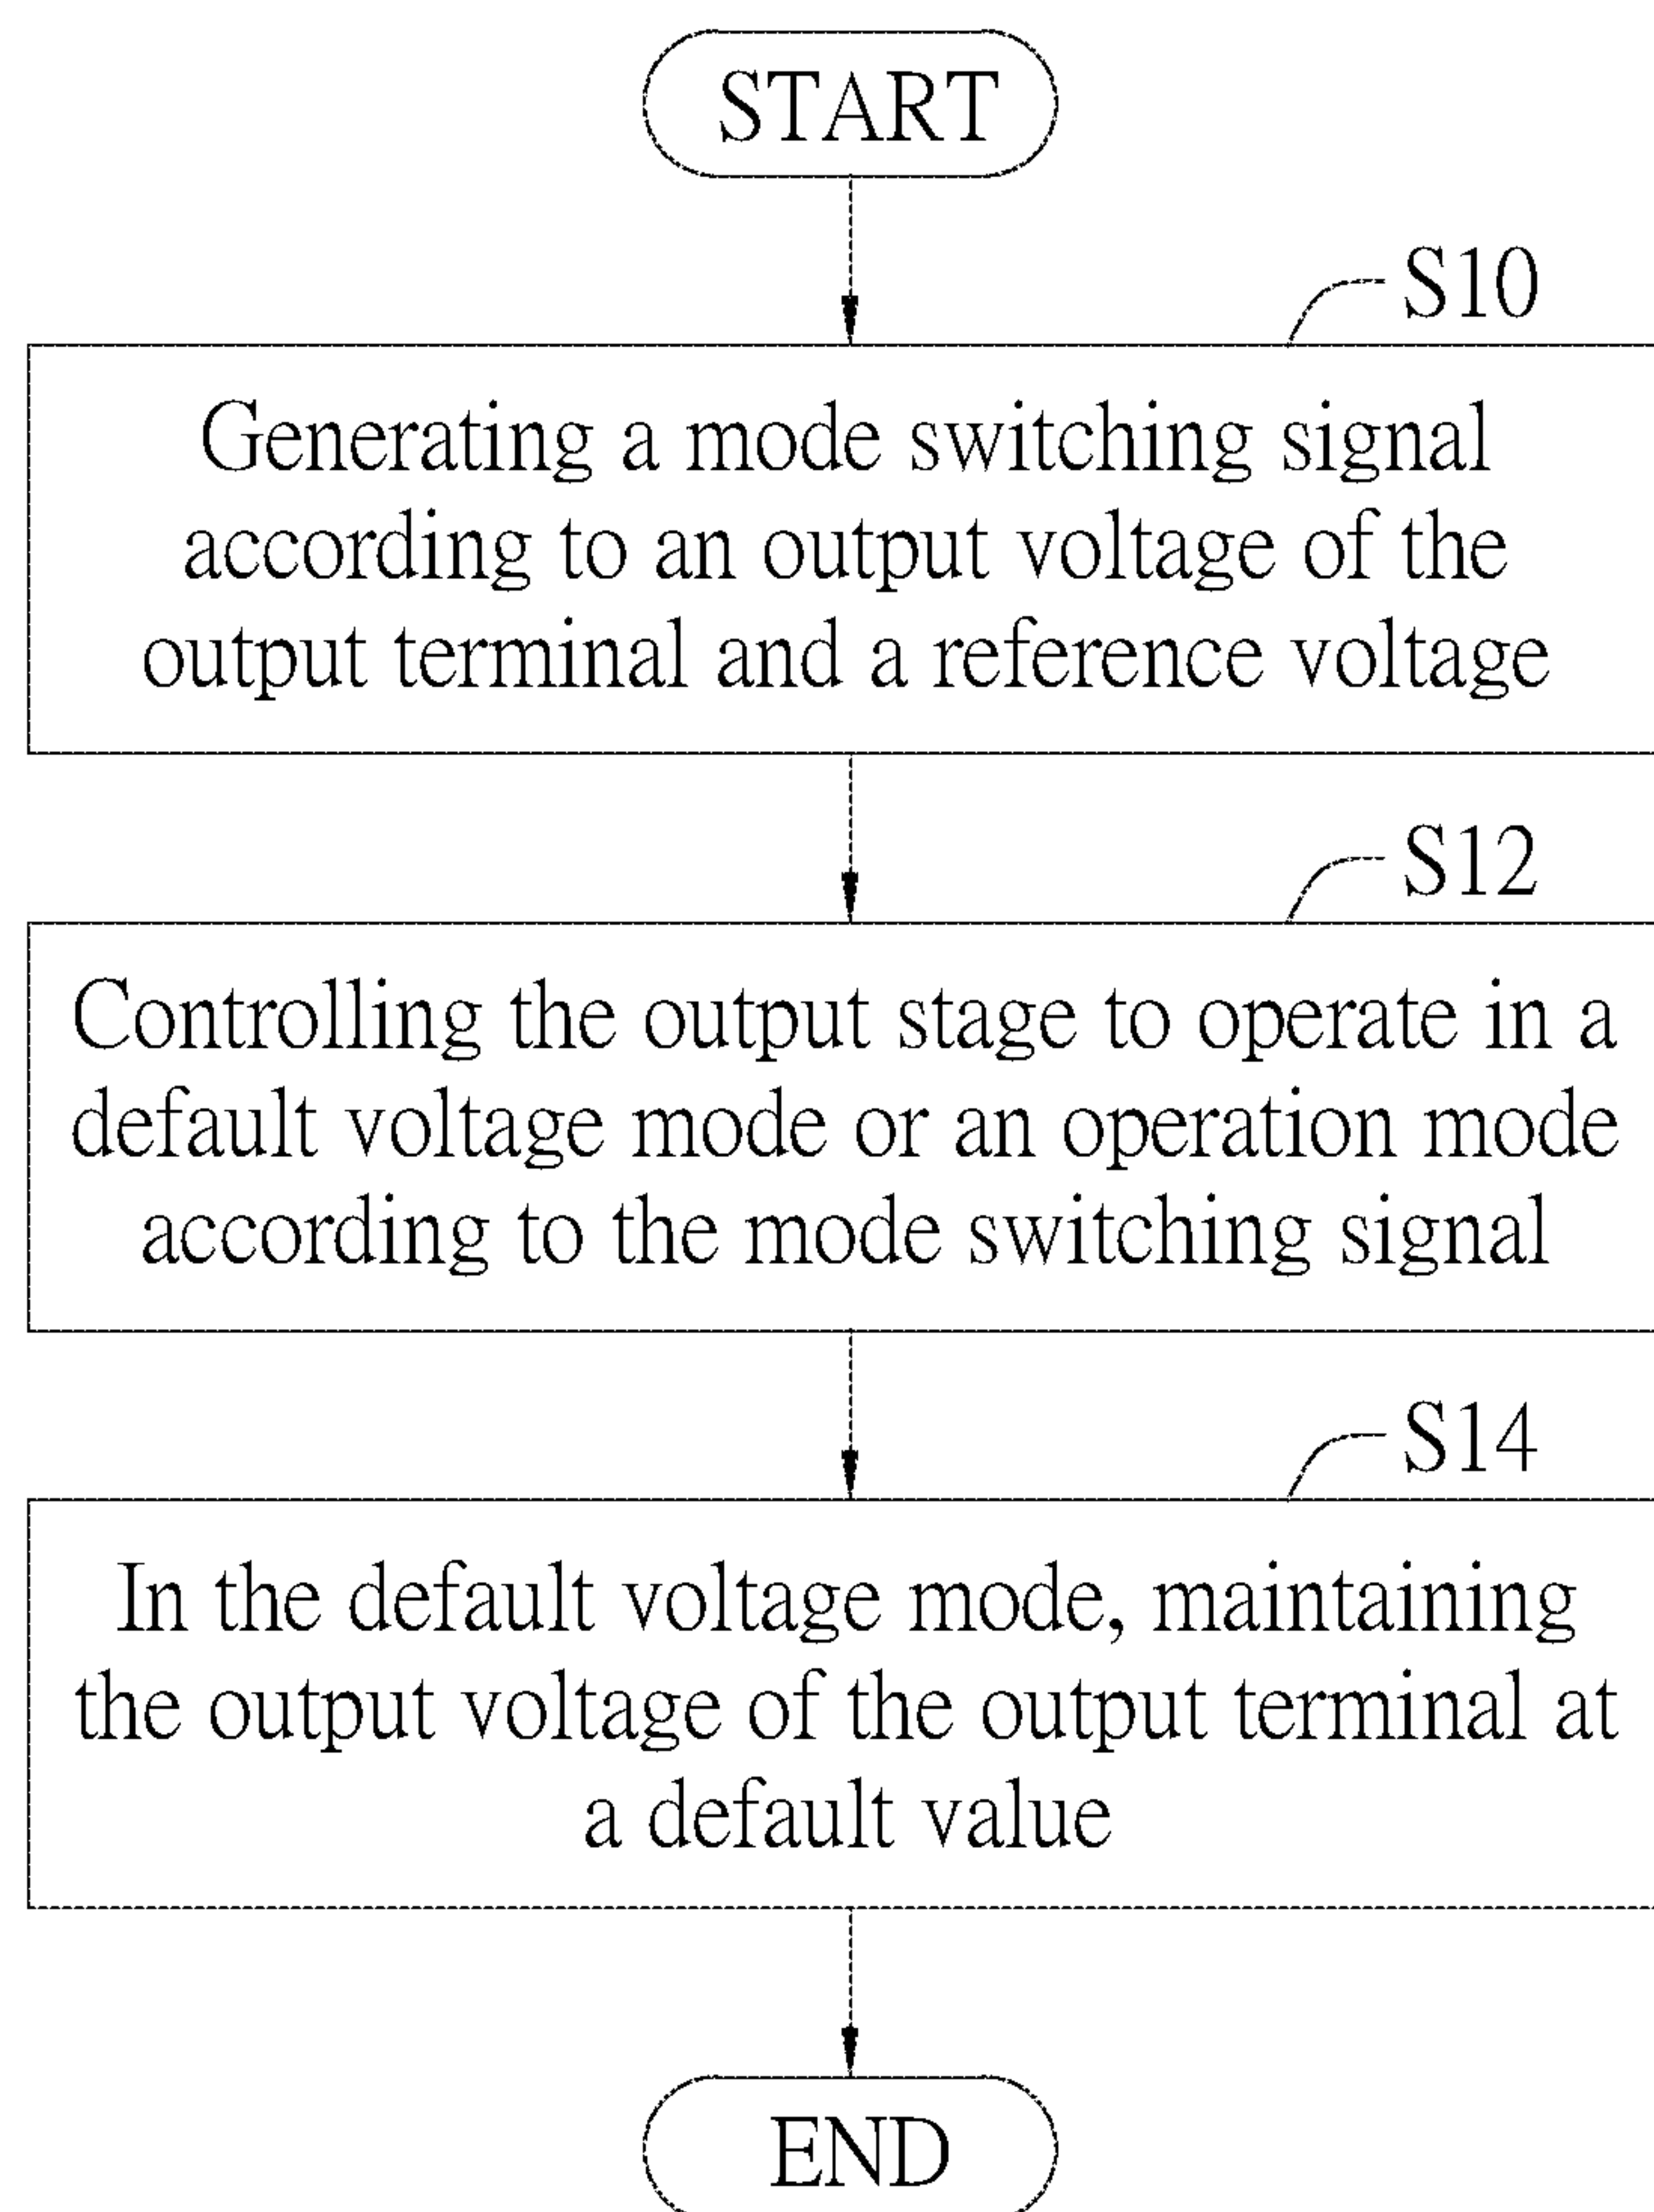 START
S10
Generating a mode switching signal
according to an output voltage of the
output terminal and a reference voltage
S12
Controlling the output stage to operate in a
default voltage mode or an operation mode
according to the mode switching signal
S14
In the default voltage mode, maintaining
the output voltage of the output terminal at
a default value
END